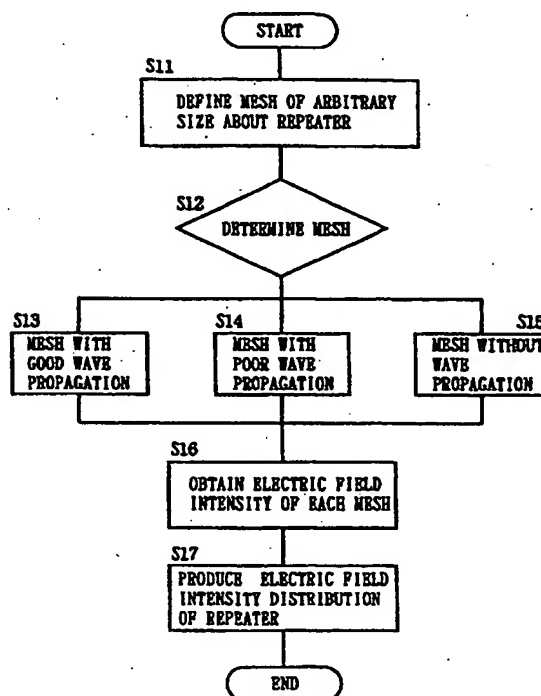 START
S11
DEFINE MESH OF ARBITRARY
SIZE ABOUT REPEATER
S12
DETERMINE MESH
S13
MESH WITH
GOOD WAVE
PROPAGATION
S14
MESH WITH
POOR WAVE
PROPAGATION
S15
MESH WITHOUT
WAVE
PROPAGATION
S16
OBTAIN ELECTRIC FIELD
INTENSITY OF EACH MESH
S17
PRODUCE ELECTRIC FIELD
INTENSITY DISTRIBUTION
OF REPEATER
END